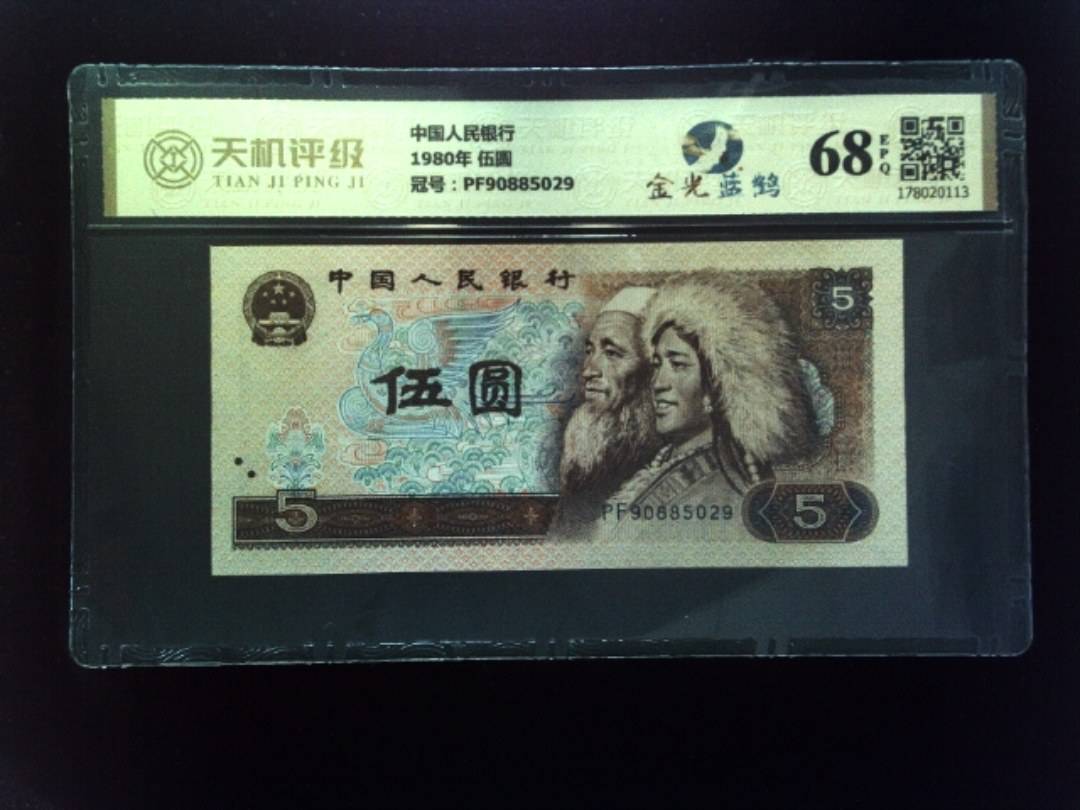 天机评级
TIAN JI PING JI
中国人民银行
1980年 伍圆
冠号：PF90885029
金光蓝鹤
68
EPQ
178020113
中国人民银行
5
伍圆
5
PF90885029
5